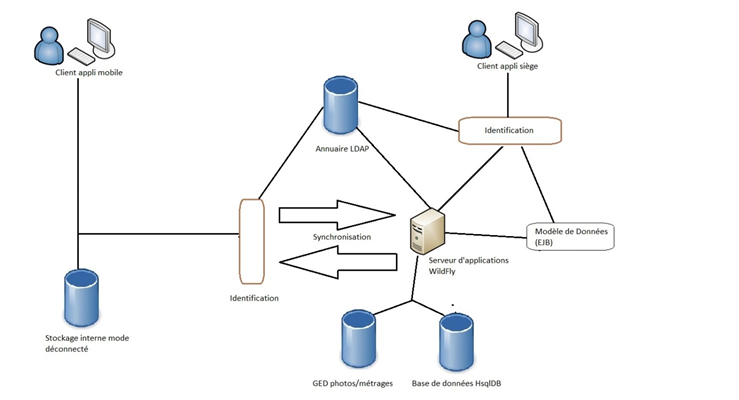 Client appli mobile
Client appli siège
Annuaire LDAP
Identification
Synchronisation
Modèle de Données
(EJB)
Serveur d'applications
WildFly
Identification
Stockage interne mode
déconnecté
GED photos/métrages
Base de données HsqlDB